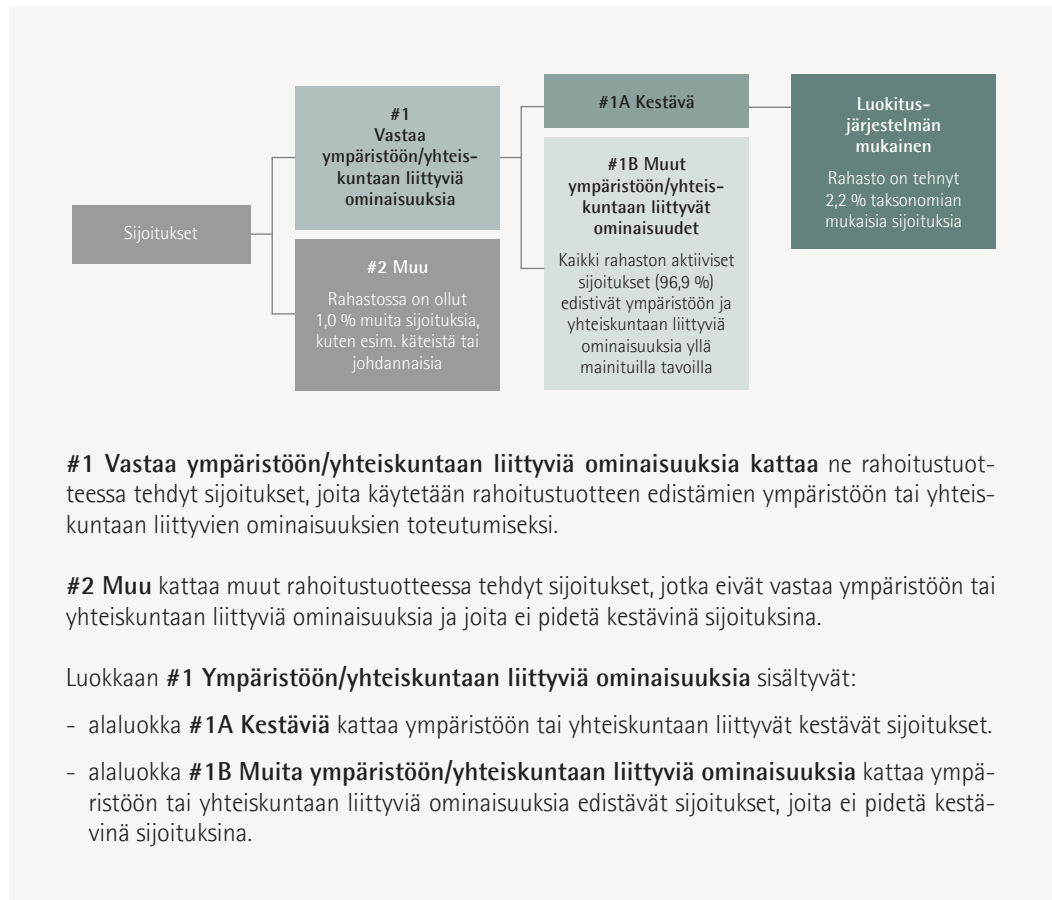 Sijoitukset
#1
Vastaa
ympäristöön/yhteis-
kuntaan liittyviä
ominaisuuksia
#2 Muu
Rahastossa on ollut
1,0 % muita sijoituksia,
kuten esim. käteistä tai
johdannaisia
#1A Kestävä
#1B Muut
ympäristöön/yhteis-
kuntaan liittyvät
ominaisuudet
Kaikki rahaston aktiiviset
sijoitukset (96,9 %)
edistivät ympäristöön ja
yhteiskuntaan liittyviä
ominaisuuksia yllä
mainituilla tavoilla
Luokitus-
järjestelmän
mukainen
Rahasto on tehnyt
2,2 % taksonomian
mukaisia sijoituksia
#1 Vastaa ympäristöön/yhteiskuntaan liittyviä ominaisuuksia kattaa ne rahoitustuot-
teessa tehdyt sijoitukset, joita käytetään rahoitustuotteen edistämien ympäristöön tai yhteis-
kuntaan liittyvien ominaisuuksien toteutumiseksi.
#2 Muu kattaa muut rahoitustuotteessa tehdyt sijoitukset, jotka eivät vastaa ympäristöön tai
yhteiskuntaan liittyviä ominaisuuksia ja joita ei pidetä kestävinä sijoituksina.
Luokkaan #1 Ympäristöön/yhteiskuntaan liittyviä ominaisuuksia sisältyvät:
- alaluokka #1A Kestäviä kattaa ympäristöön tai yhteiskuntaan liittyvät kestävät sijoitukset.
- alaluokka #1B Muita ympäristöön/yhteiskuntaan liittyviä ominaisuuksia kattaa ympä-
ristöön tai yhteiskuntaan liittyviä ominaisuuksia edistävät sijoitukset, joita ei pidetä kestä-
vinä sijoituksina.